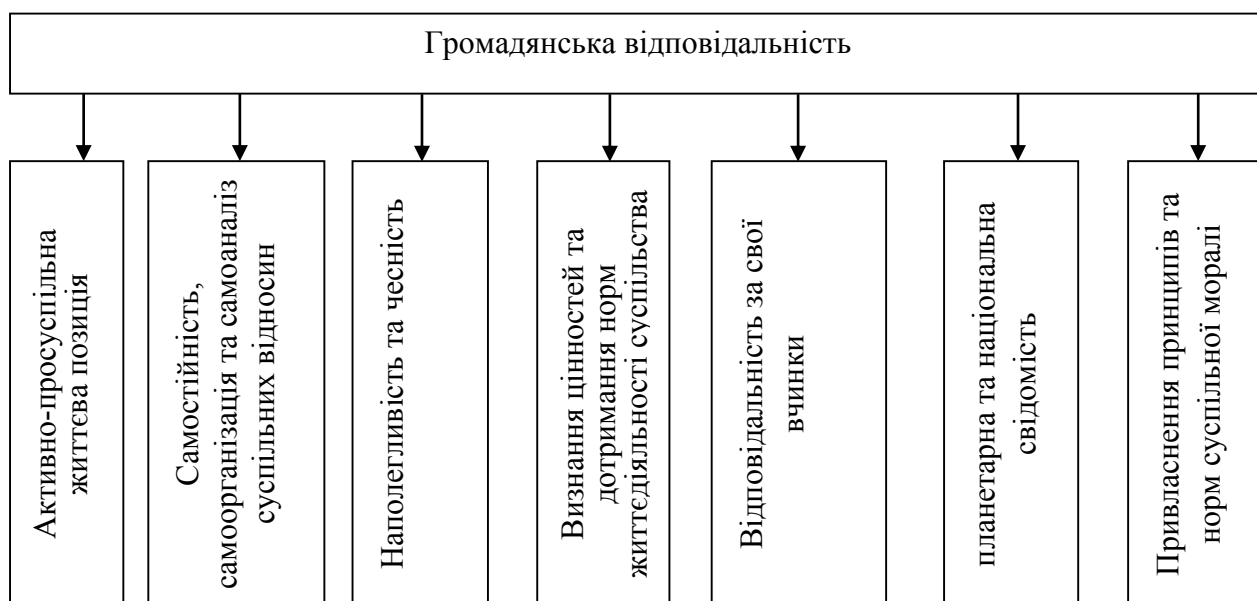 Громадянська відповідальність
Активно-просуспільна
життєва позиція
Самостійність,
самоорганізація та самоаналіз
суспільних відносин
Наполегливість та чесність
Визнання цінностей та
дотримання норм
життєдіяльності суспільства
Відповідальність за свої
вчинки
планетарна та національна
свідомість
Привласнення принципів та
норм суспільної моралі